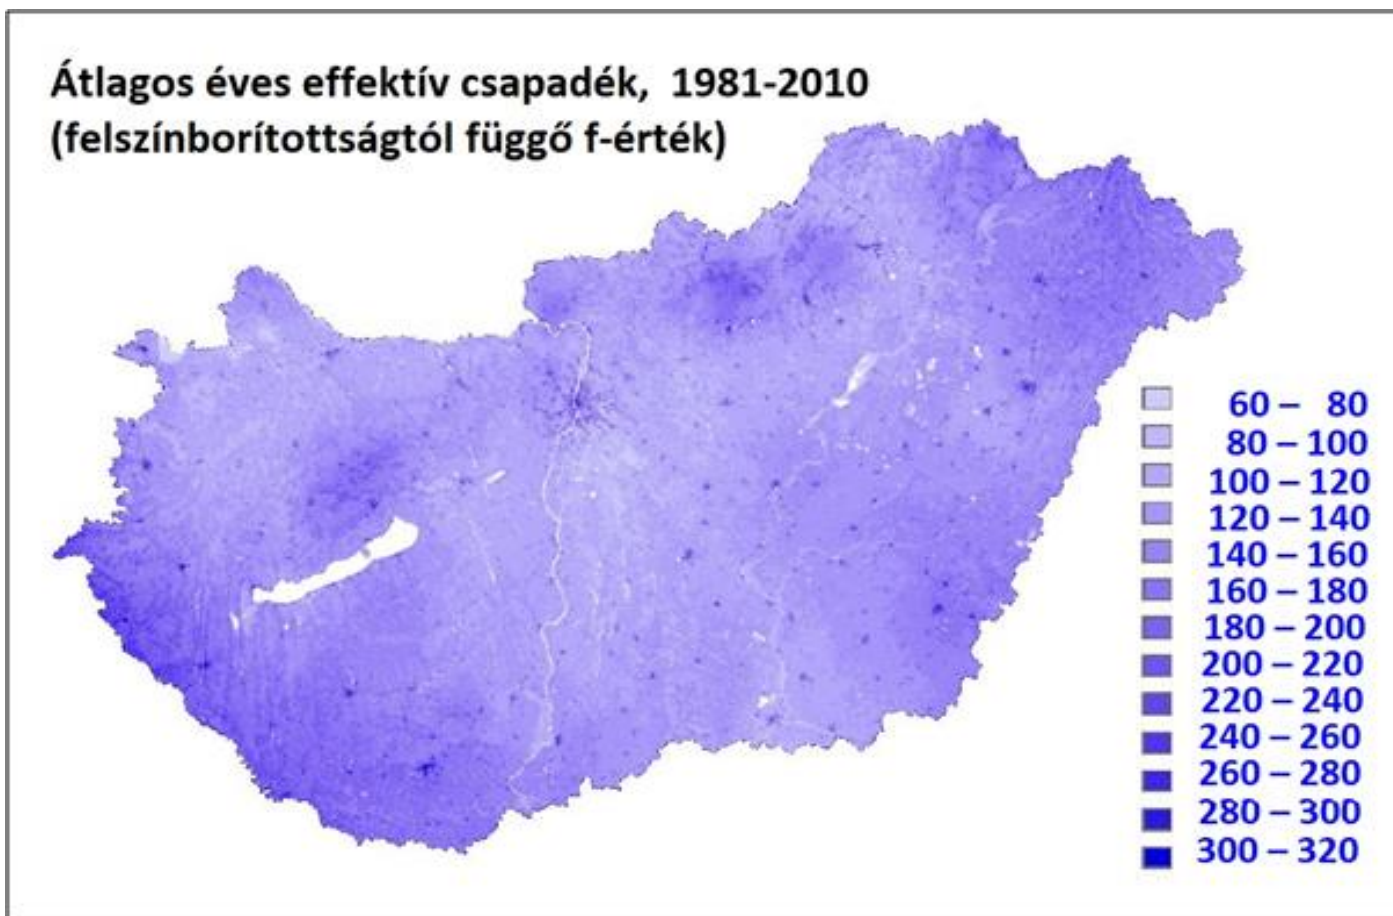 Átlagos éves effektív csapadék, 1981-2010
(felszínborítottságtól függő f-érték)
60 – 80
80 – 100
100 – 120
120 – 140
140 – 160
160 – 180
180 – 200
200 – 220
220 – 240
240 – 260
260 – 280
280 – 300
300 – 320